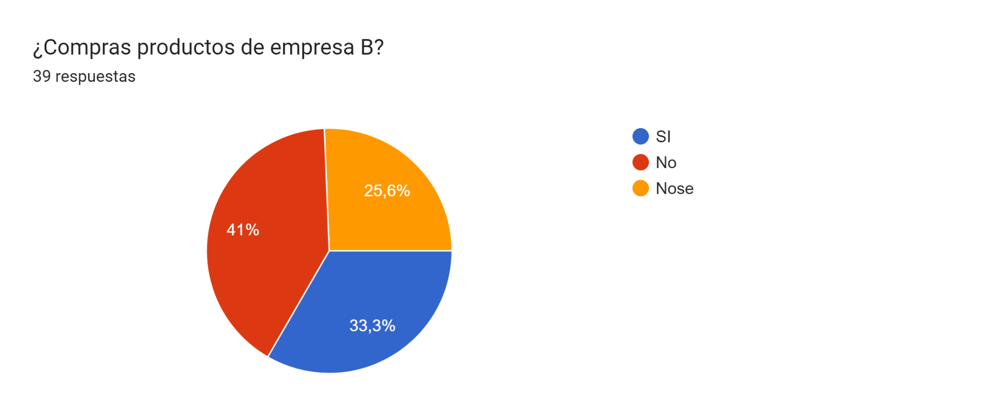 ¿Compras productos de empresa B?
39 respuestas
SI
No
Nose
25,6%
41%
33,3%